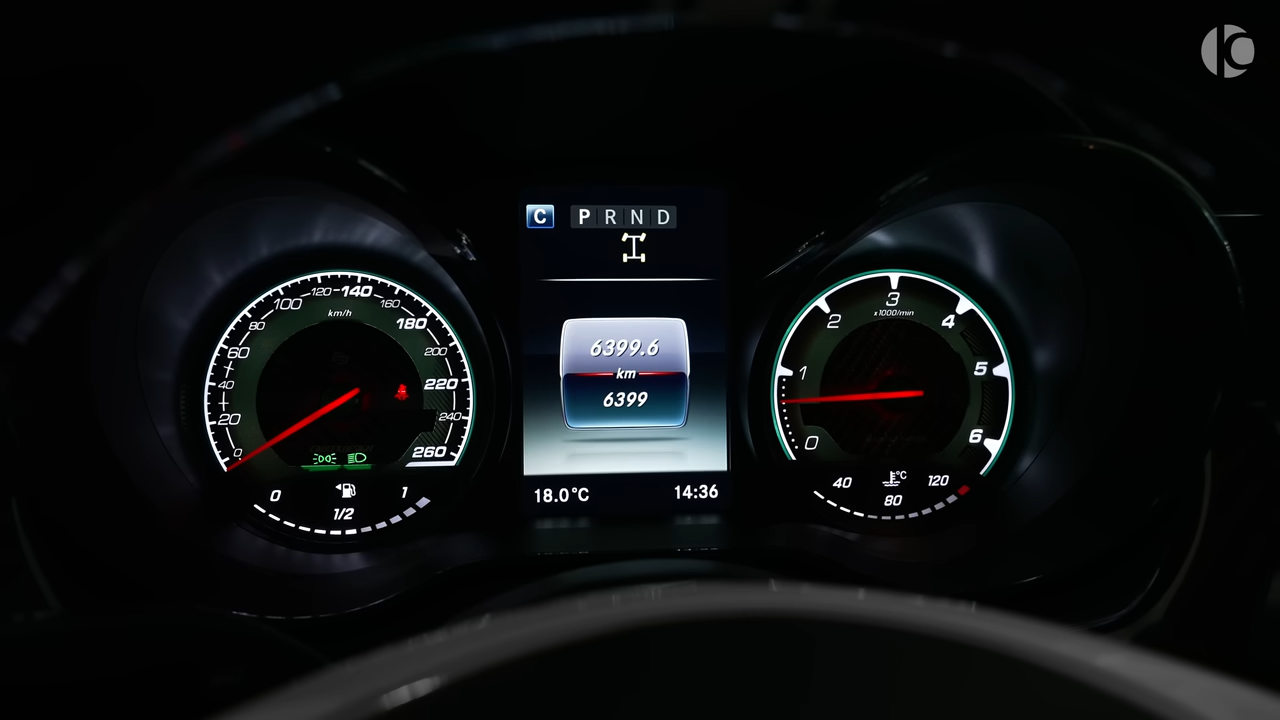 C P R N D
6399.6
km
6399
18.0°C 14:36
0 20 40 60 80 100 120 140 160 180 200 220 240 260
km/h
0 1/2 1
0 1 2 3 4 5 6
x1000/min
40 80 120
°C